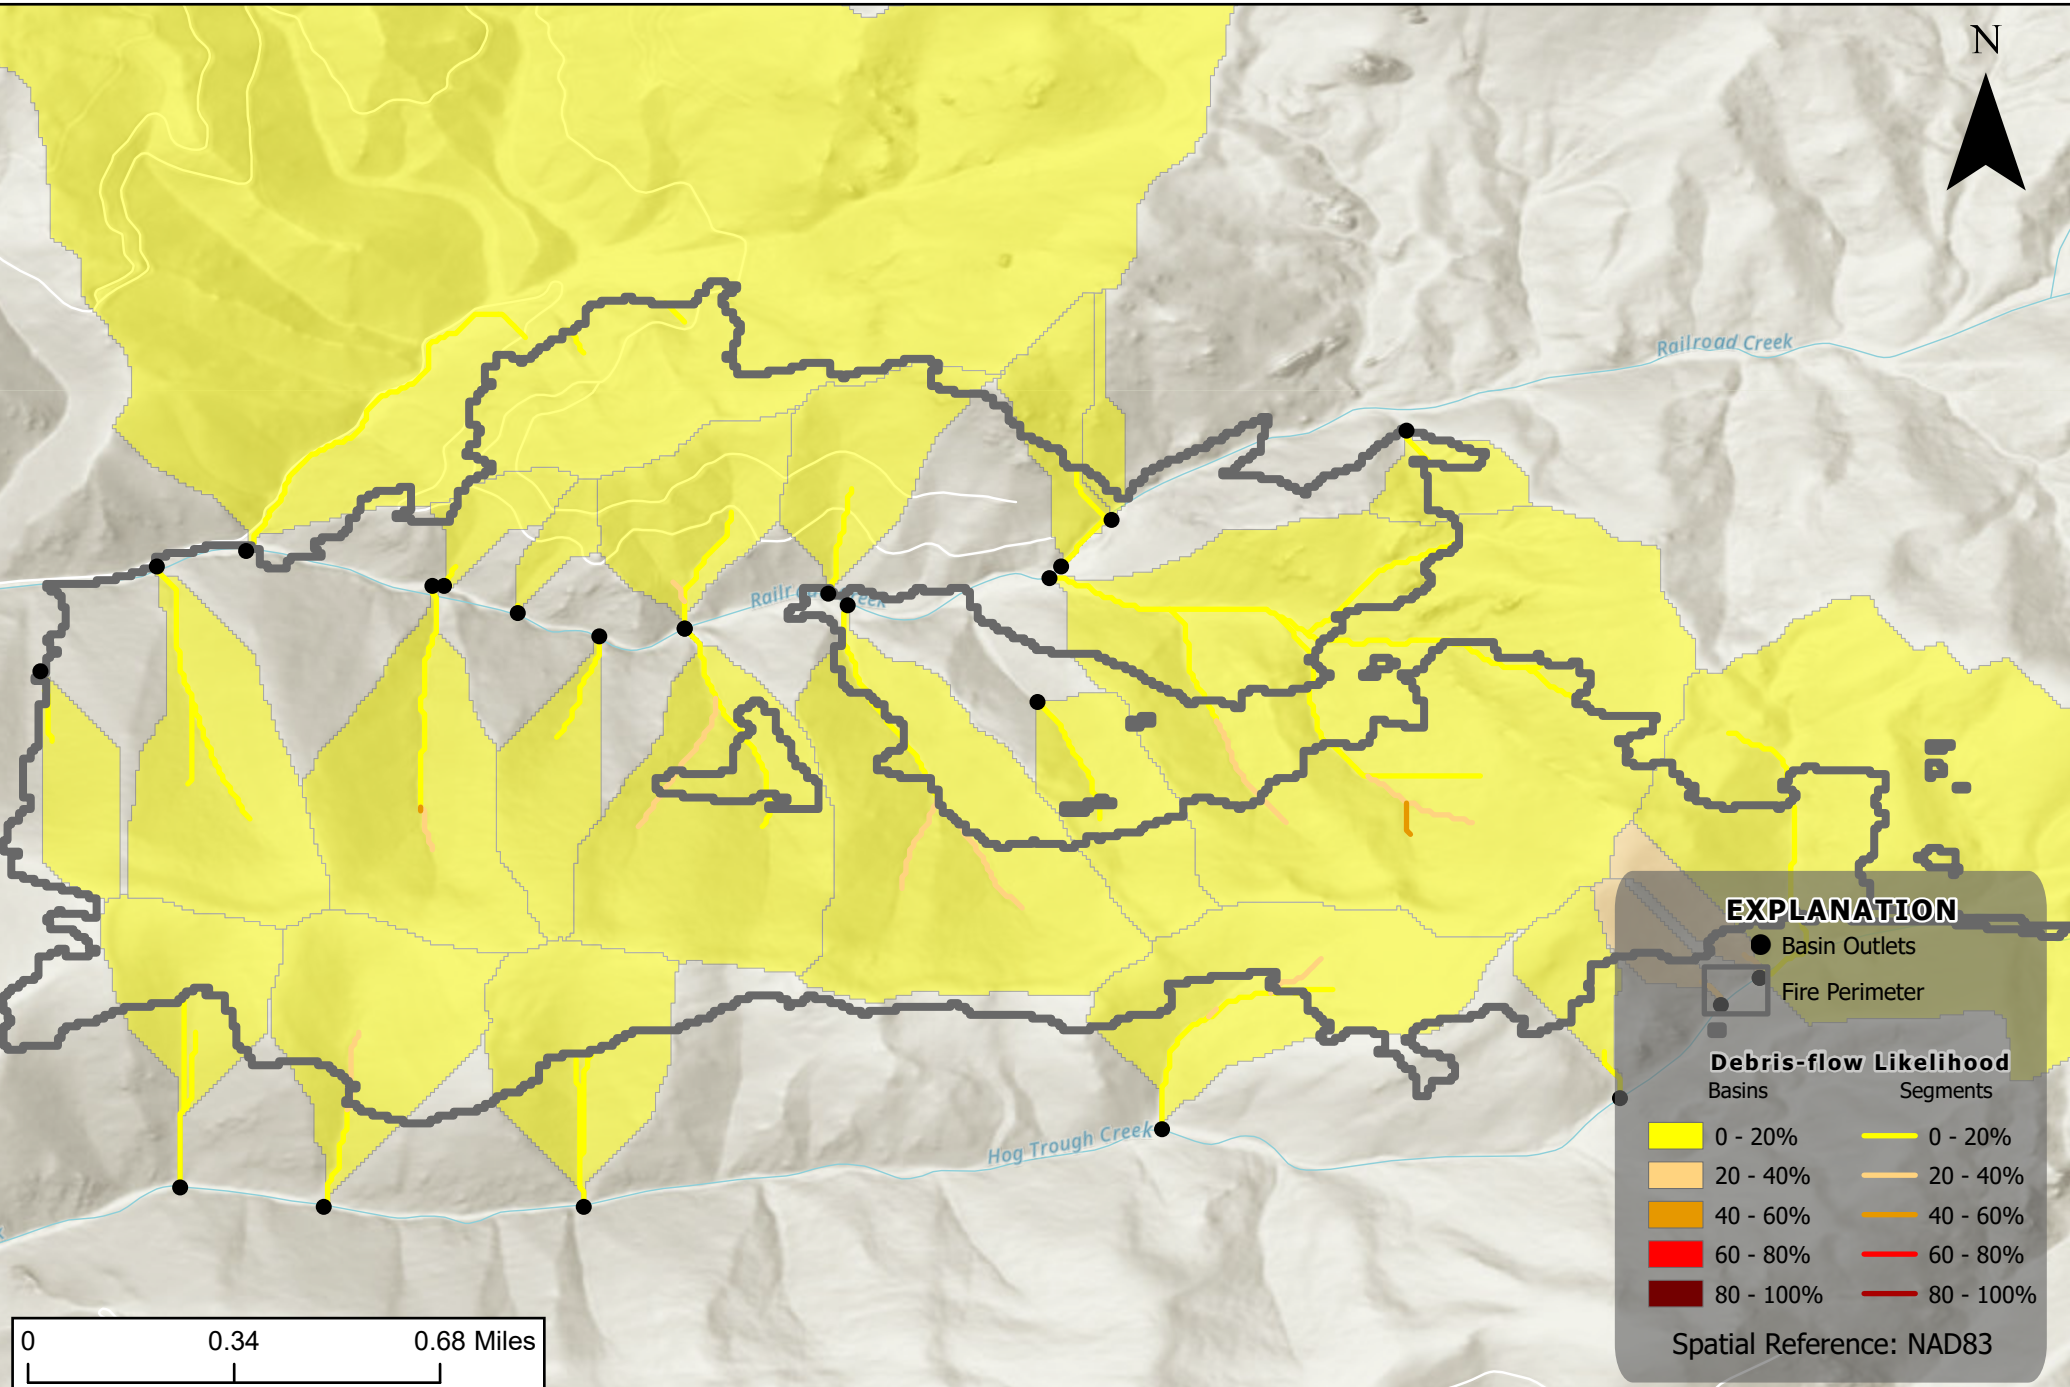 N
Railroad Creek
Railroad Creek
Hog Trough Creek
EXPLANATION
Basin Outlets
Fire Perimeter
Debris-flow Likelihood
Basins Segments
0 - 20% 0 - 20%
20 - 40% 20 - 40%
40 - 60% 40 - 60%
60 - 80% 60 - 80%
80 - 100% 80 - 100%
Spatial Reference: NAD83
0 0.34 0.68 Miles